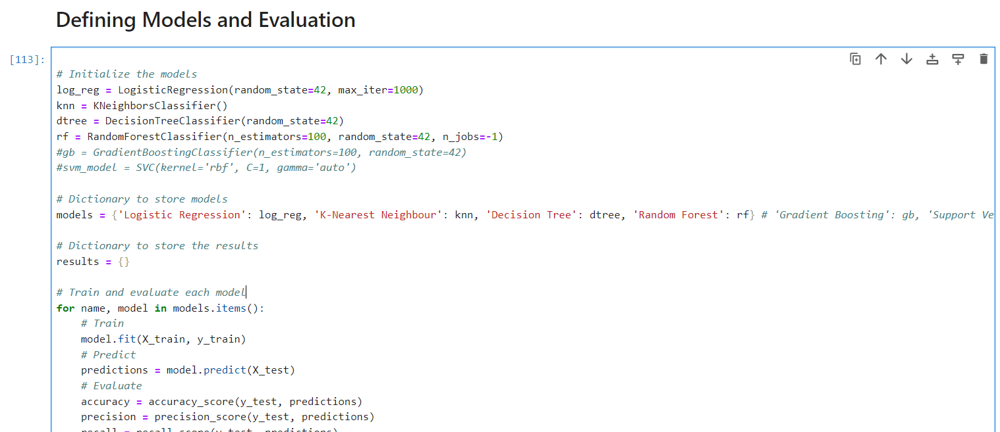 Defining Models and Evaluation
[113]:
# Initialize the models
log_reg = LogisticRegression(random_state=42, max_iter=1000)
knn = KNeighborsClassifier()
dtree = DecisionTreeClassifier(random_state=42)
rf = RandomForestClassifier(n_estimators=100, random_state=42, n_jobs=-1)
#gb = GradientBoostingClassifier(n_estimators=100, random_state=42)
#svm_model = SVC(kernel='rbf', C=1, gamma='auto')
# Dictionary to store models
models = {'Logistic Regression': log_reg, 'K-Nearest Neighbour': knn, 'Decision Tree': dtree, 'Random Forest': rf} # 'Gradient Boosting': gb, 'Support Ve
# Dictionary to store the results
results = {}
# Train and evaluate each model
for name, model in models.items():
    # Train
    model.fit(X_train, y_train)
    # Predict
    predictions = model.predict(X_test)
    # Evaluate
    accuracy = accuracy_score(y_test, predictions)
    precision = precision_score(y_test, predictions)
    recall = recall_score(y_test, predictions)